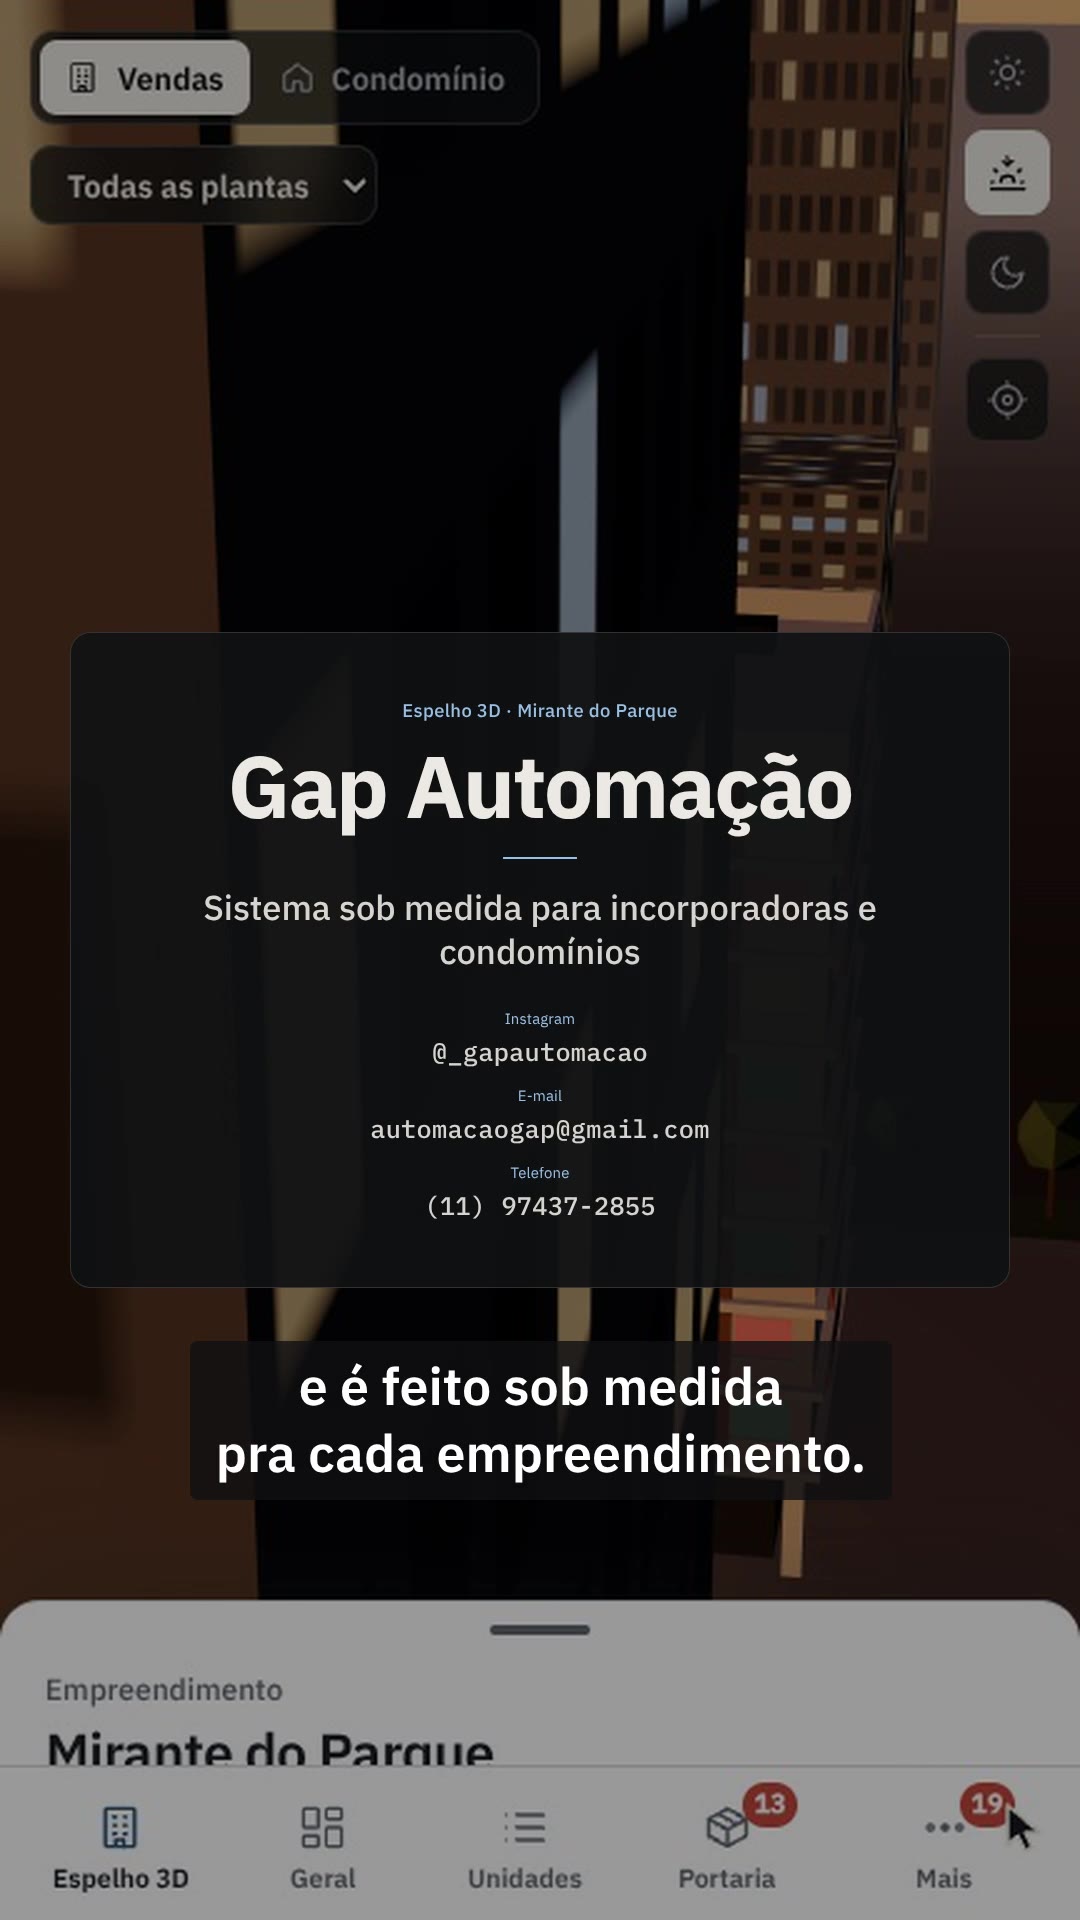 Vendas
Condomínio
Todas as plantas
Espelho 3D · Mirante do Parque
Gap Automação
Sistema sob medida para incorporadoras e
condomínios
Instagram
@_gapautomacao
E-mail
automacaogap@gmail.com
Telefone
(11) 97437-2855
e é feito sob medida
pra cada empreendimento.
Empreendimento
Mirante do Parque
13
19
Espelho 3D
Geral
Unidades
Portaria
Mais